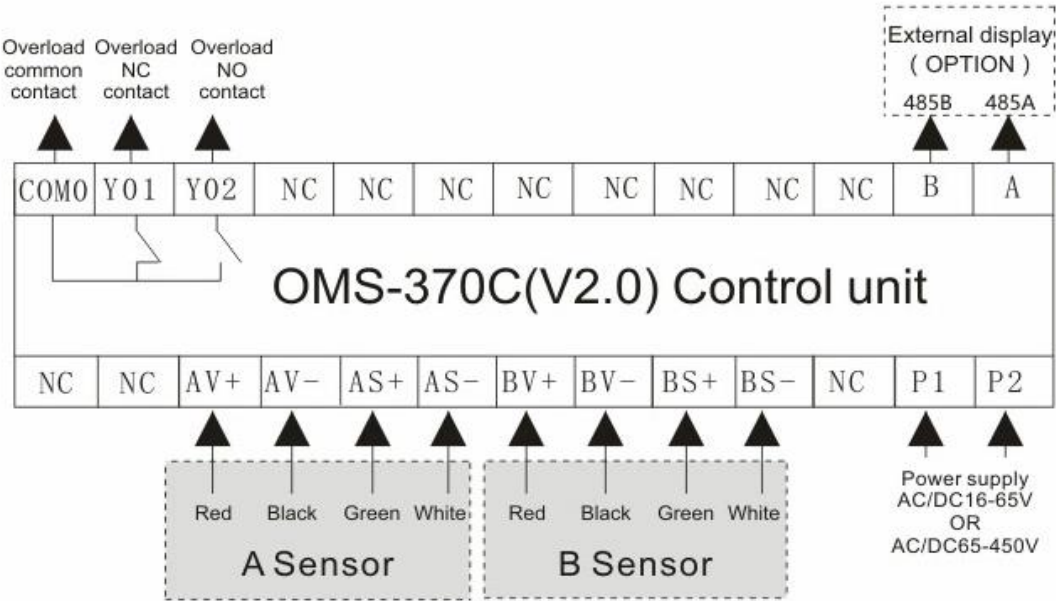 External display
( OPTION )
485B 485A
Overload Overload Overload
common NC NO
contact contact contact
COM0 Y01 Y02 NC NC NC NC NC NC NC NC B A
OMS-370C(V2.0) Control unit
NC NC AV+ AV- AS+ AS- BV+ BV- BS+ BS- NC P1 P2
Red Black Green White Red Black Green White
A Sensor B Sensor
Power supply
AC/DC16-65V
OR
AC/DC65-450V